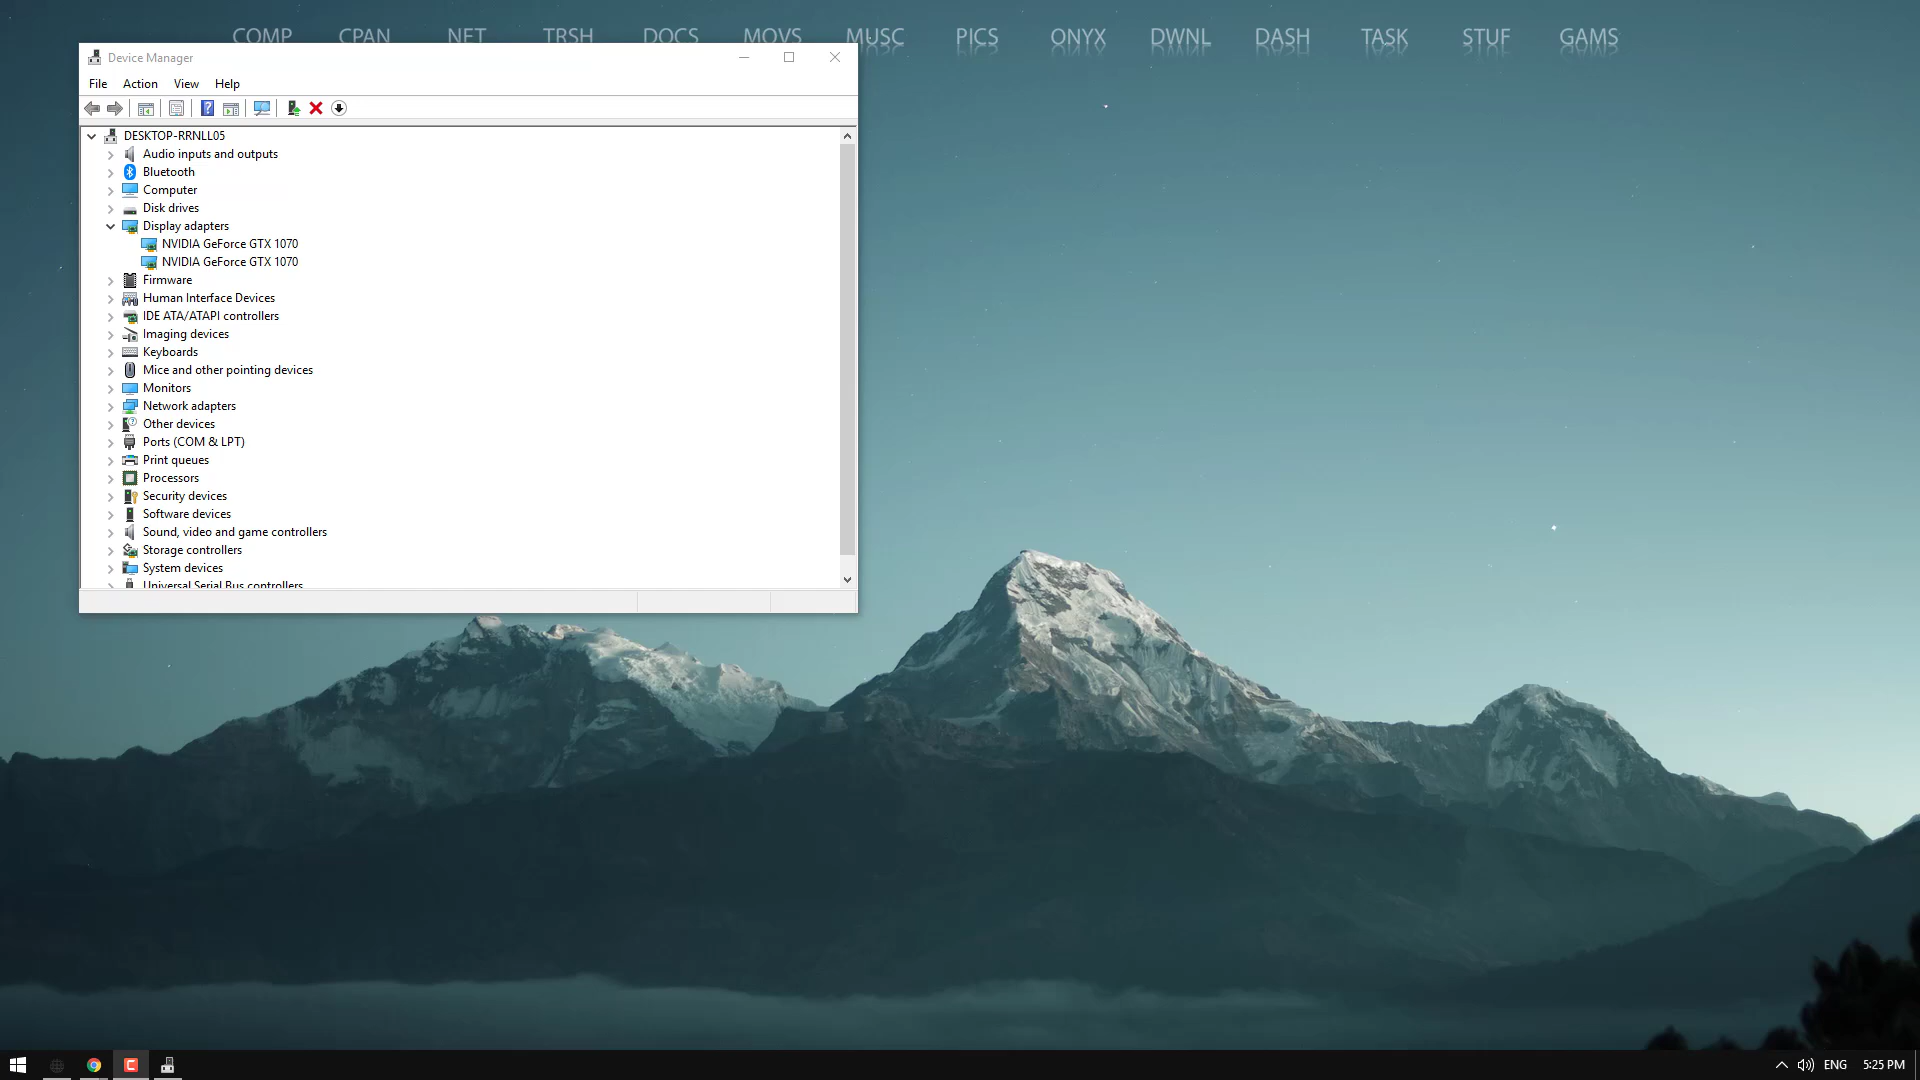 COMP CPAN NET TRSH DOCS MOVS MUSC PICS ONYX DWNL DASH TASK STUF GAMS
Device Manager
File Action View Help
DESKTOP-RRNLL05
Audio inputs and outputs
Bluetooth
Computer
Disk drives
Display adapters
NVIDIA GeForce GTX 1070
NVIDIA GeForce GTX 1070
Firmware
Human Interface Devices
IDE ATA/ATAPI controllers
Imaging devices
Keyboards
Mice and other pointing devices
Monitors
Network adapters
Other devices
Ports (COM & LPT)
Print queues
Processors
Security devices
Software devices
Sound, video and game controllers
Storage controllers
System devices
Universal Serial Bus controllers
ENG 5:25 PM